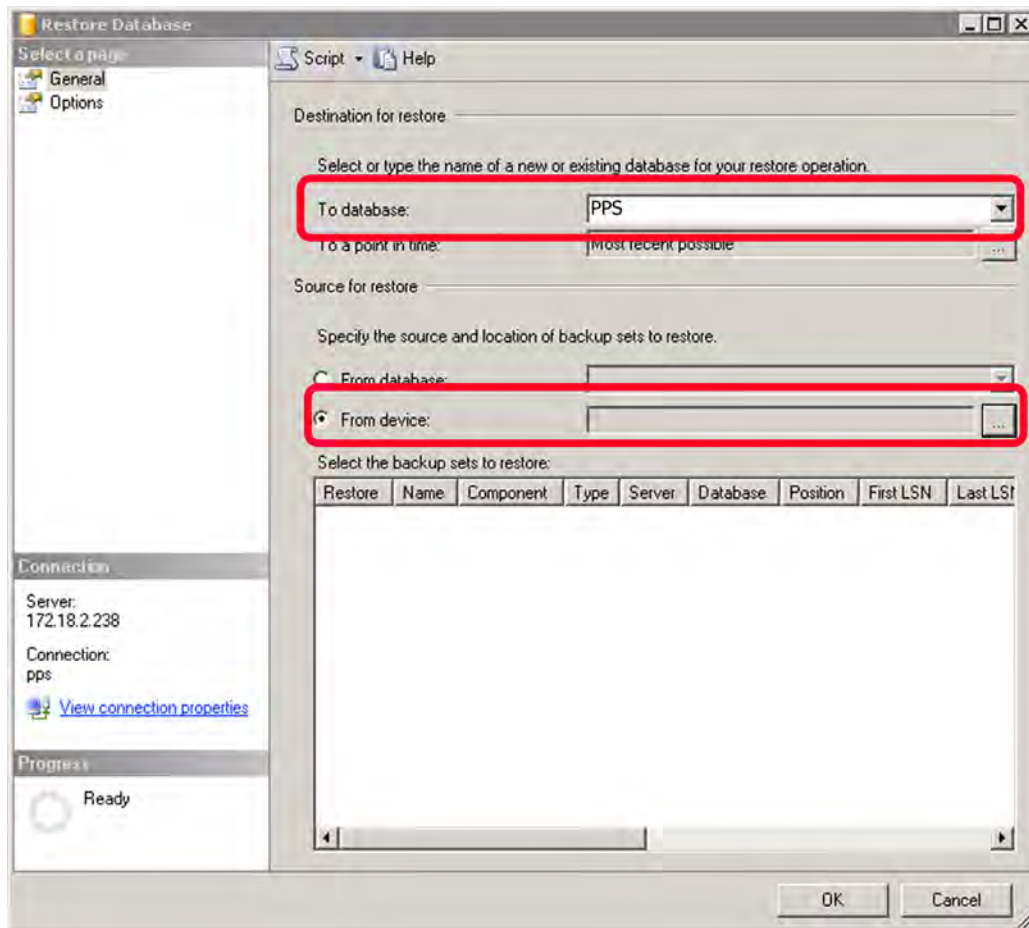 Restore Database
Select a page
General
Options
Script
Help
Destination for restore
Select or type the name of a new or existing database for your restore operation.
To database:
PPS
To a point in time:
Most recent possible
...
Source for restore
Specify the source and location of backup sets to restore.
From database:
From device:
...
Select the backup sets to restore:
Restore Name Component Type Server Database Position First LSN Last LSN
Connection
Server:
172.18.2.238
Connection:
pps
View connection properties
Progress
Ready
OK
Cancel